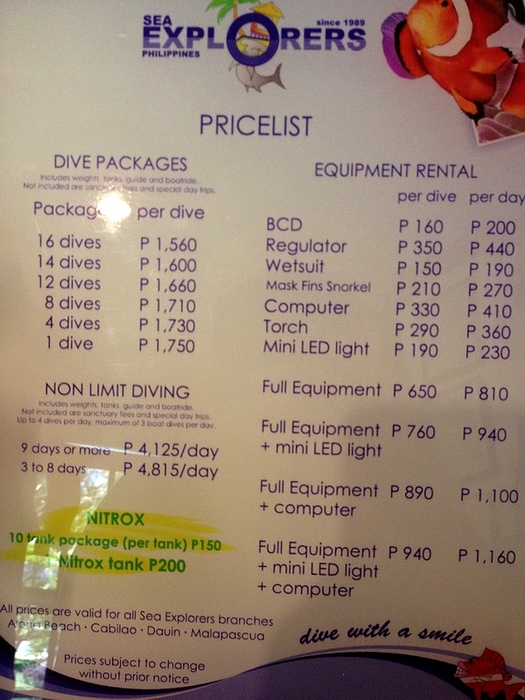 SEA
since 1989
EXPLORERS
PHILIPPINES
PRICELIST
DIVE PACKAGES
Includes weights, tanks, guide and boatride.
Not included are sanctuary fees and special day trips.
Package per dive
16 dives P 1,560
14 dives P 1,600
12 dives P 1,660
8 dives P 1,710
4 dives P 1,730
1 dive P 1,750
NON LIMIT DIVING
Includes weights, tanks, guide and boatride.
Not included are sanctuary fees and special day trips.
Up to 4 dives per day, maximum of 3 boat dives per day.
9 days or more P 4,125/day
3 to 8 days P 4,815/day
NITROX
10 tank package (per tank) P150
Nitrox tank P200
EQUIPMENT RENTAL
per dive per day
BCD P 160 P 200
Regulator P 350 P 440
Wetsuit P 150 P 190
Mask Fins Snorkel P 210 P 270
Computer P 330 P 410
Torch P 290 P 360
Mini LED light P 190 P 230
Full Equipment P 650 P 810
Full Equipment P 760 P 940
+ mini LED light
Full Equipment P 890 P 1,100
+ computer
Full Equipment P 940 P 1,160
+ mini LED light
+ computer
All prices are valid for all Sea Explorers branches
Alona Beach · Cabilao · Dauin · Malapascua
dive with a smile
Prices subject to change
without prior notice